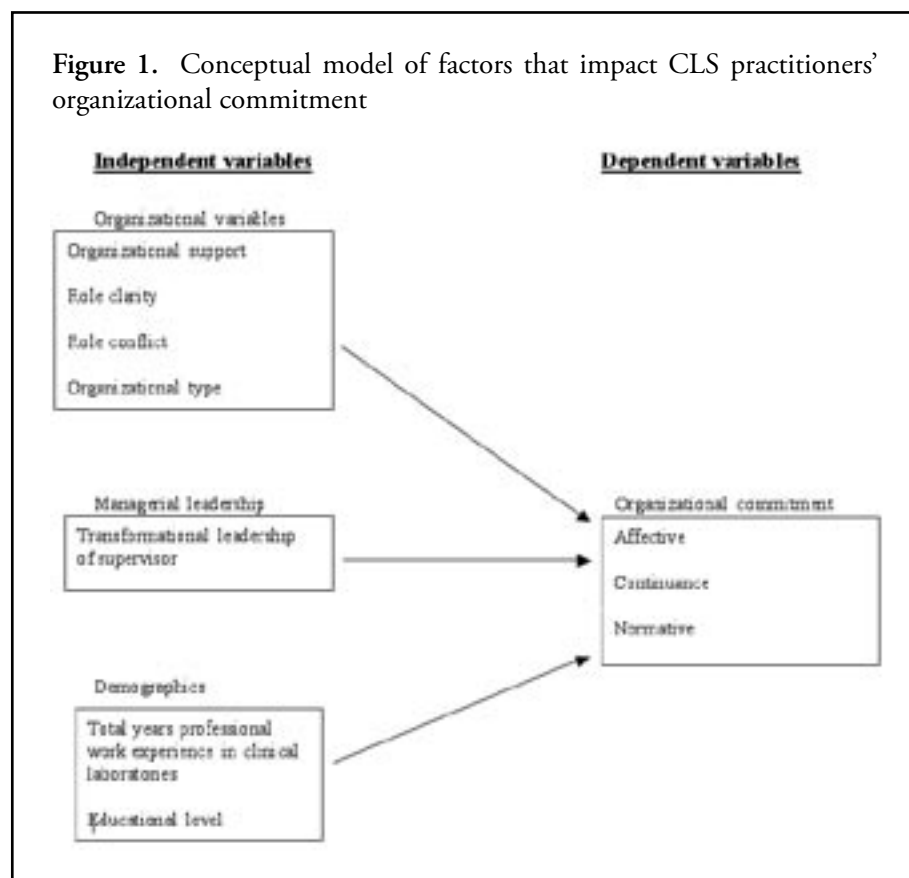 Figure 1. Conceptual model of factors that impact CLS practitioners'
organizational commitment
Independent variables
Organizational variables
Organizational support
Role clarity
Role conflict
Organizational type
Managerial leadership
Transformational leadership
of supervisor
Demographics
Total years professional
work experience in clinical
laboratories
Educational level
Dependent variables
Organizational commitment
Affective
Continuance
Normative